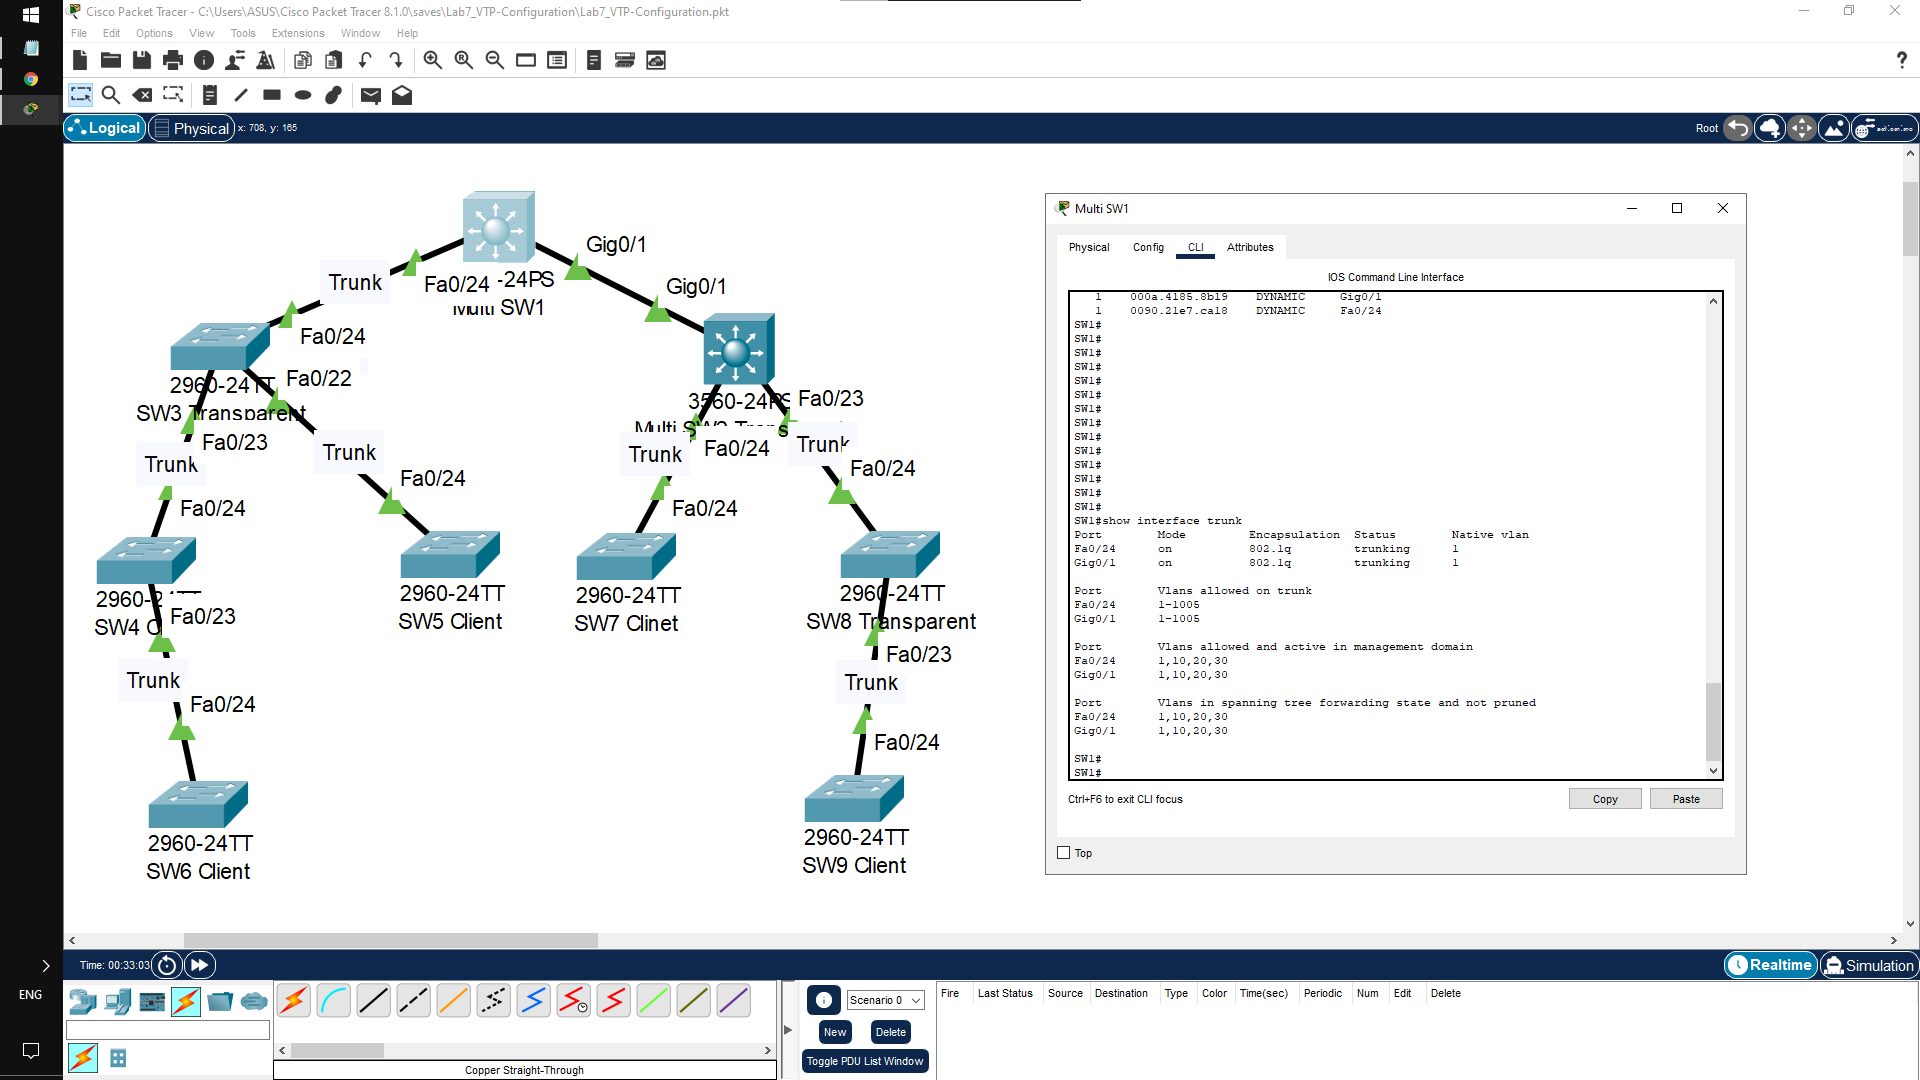 Cisco Packet Tracer - C:\Users\ASUS\Cisco Packet Tracer 8.1.0\saves\Lab7_VTP-Configuration\Lab7_VTP-Configuration.pkt
File Edit Options View Tools Extensions Window Help
Logical Physical x: 708, y: 165 Root
Gig0/1
Trunk
Fa0/24 -24PS
Multi SW1
Gig0/1
Fa0/24
Fa0/22
2960-24TT
SW3 Transparent
Fa0/23
Trunk
Trunk
Fa0/24
Fa0/24
3560-24PS
Fa0/23
Multi SW2 Trans
Trunk
Trunk
Fa0/24
Fa0/24
Fa0/24
2960-2
SW4 C
Fa0/23
2960-24TT
SW5 Client
2960-24TT
SW7 Clinet
2960-24TT
SW8 Transparent
Fa0/23
Trunk
Trunk
Fa0/24
Fa0/24
2960-24TT
SW6 Client
2960-24TT
SW9 Client
Multi SW1
Physical Config CLI Attributes
IOS Command Line Interface
1 000a.4185.8b19 DYNAMIC Gig0/1
1 0090.21e7.ca18 DYNAMIC Fa0/24
SW1#
SW1#
SW1#
SW1#
SW1#
SW1#
SW1#
SW1#
SW1#
SW1#
SW1#
SW1#
SW1#
SW1#
SW1#show interface trunk
Port Mode Encapsulation Status Native vlan
Fa0/24 on 802.1q trunking 1
Gig0/1 on 802.1q trunking 1
Port Vlans allowed on trunk
Fa0/24 1-1005
Gig0/1 1-1005
Port Vlans allowed and active in management domain
Fa0/24 1,10,20,30
Gig0/1 1,10,20,30
Port Vlans in spanning tree forwarding state and not pruned
Fa0/24 1,10,20,30
Gig0/1 1,10,20,30
SW1#
SW1#
Ctrl+F6 to exit CLI focus Copy Paste
Top
Time: 00:33:03 Realtime Simulation
ENG
Scenario 0
New Delete
Toggle PDU List Window
Fire Last Status Source Destination Type Color Time(sec) Periodic Num Edit Delete
Copper Straight-Through